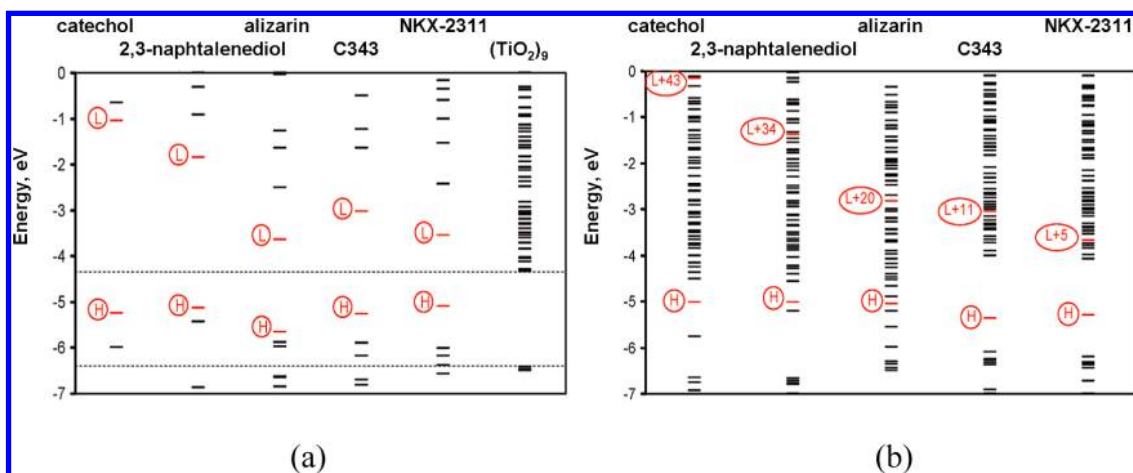 catechol alizarin NKX-2311
2,3-naphtalenediol C343 (TiO2)9
0
-1
-2
-3
-4
-5
-6
-7
Energy, eV
L
L
L
L
L
H
H
H
H
H
(a)
catechol alizarin NKX-2311
2,3-naphtalenediol C343
0
-1
-2
-3
-4
-5
-6
-7
Energy, eV
L+43
L+34
L+20
L+11
L+5
H
H
H
H
H
(b)